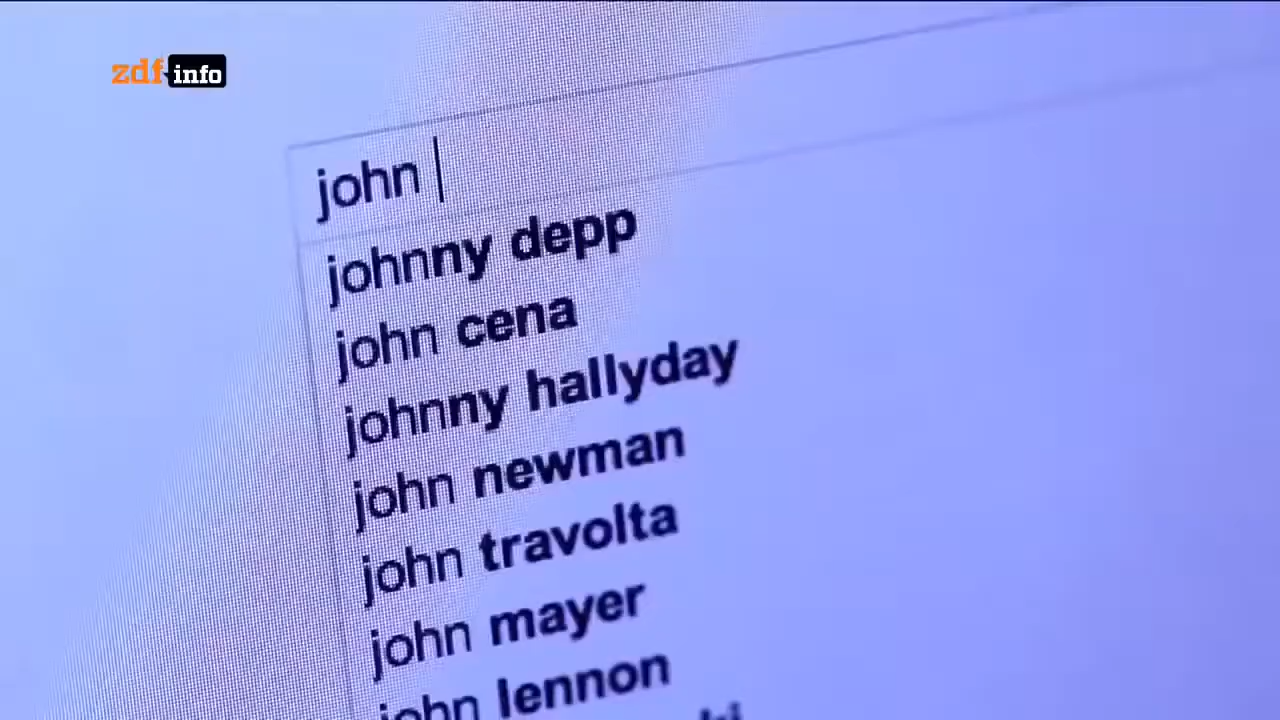 zdf info
john
johnny depp
john cena
johnny hallyday
john newman
john travolta
john mayer
john lennon